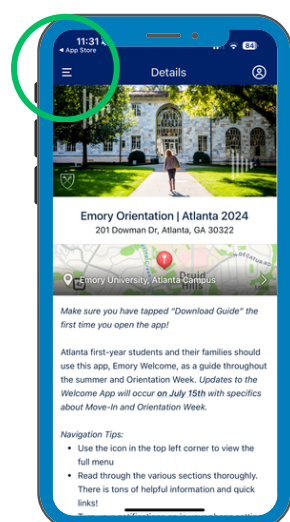 11:31
84
App Store
Details
Emory Orientation | Atlanta 2024
201 Dowman Dr, Atlanta, GA 30322
Druid
Hills
Emory University, Atlanta Campus
Make sure you have tapped "Download Guide" the
first time you open the app!
Atlanta first-year students and their families should
use this app, Emory Welcome, as a guide throughout
the summer and Orientation Week. Updates to the
Welcome App will occur on July 15th with specifics
about Move-In and Orientation Week.
Navigation Tips:
• Use the icon in the top left corner to view the
full menu
• Read through the various sections thoroughly.
There is tons of helpful information and quick
links!